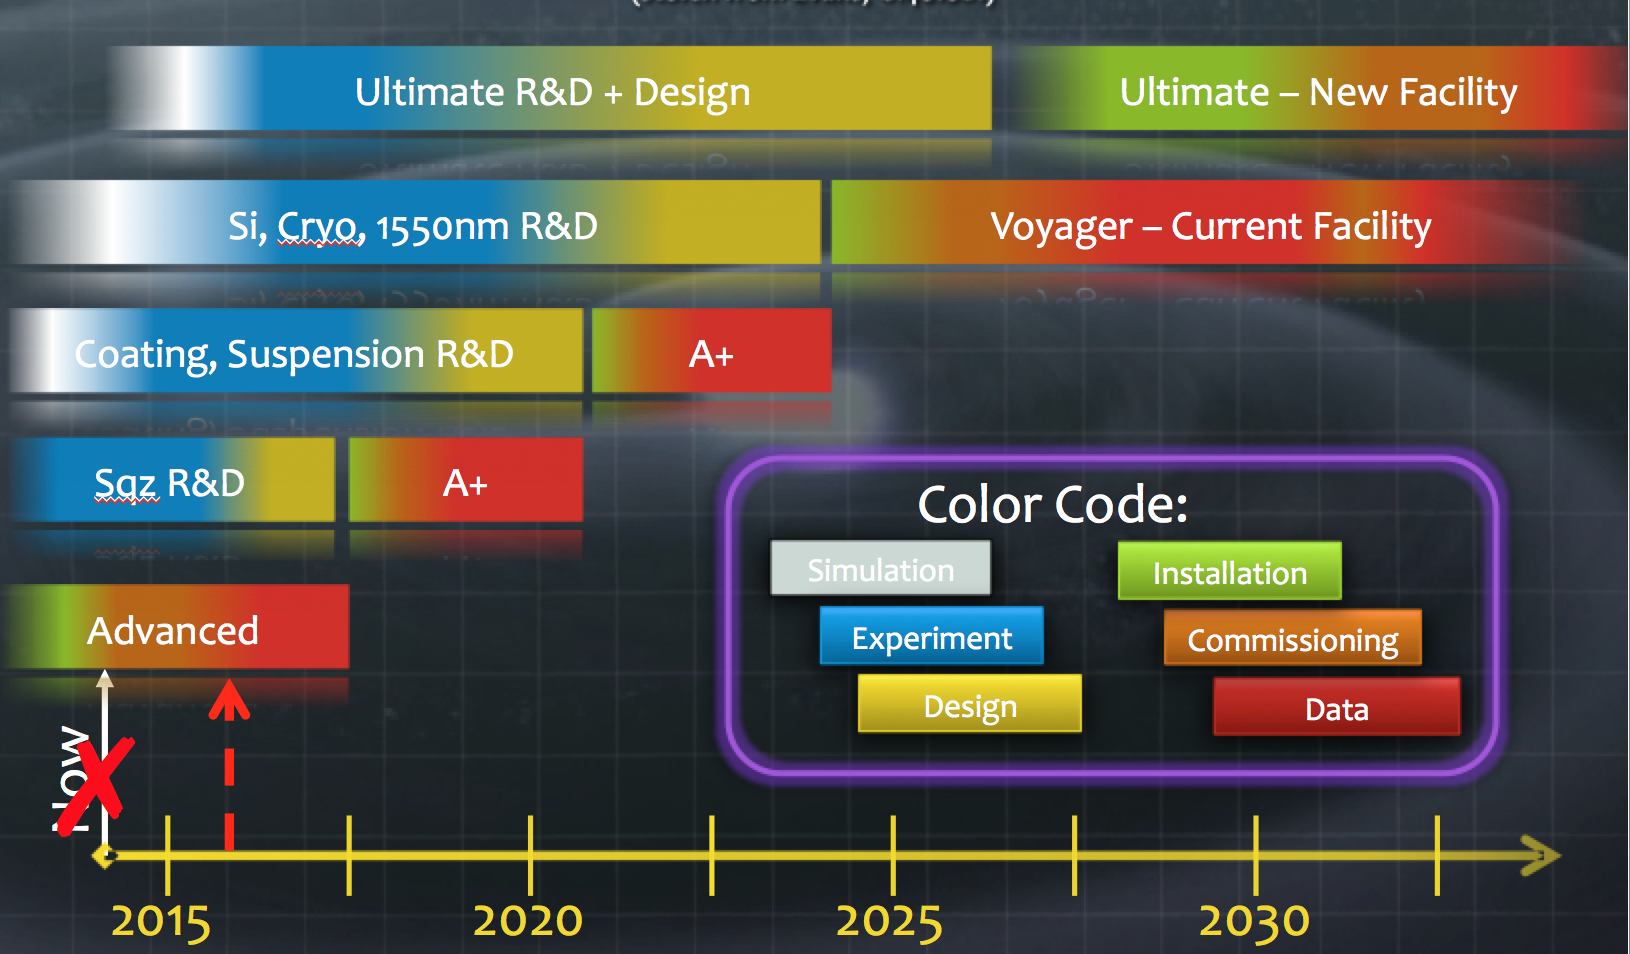 Ultimate R&D + Design
Ultimate – New Facility
Si, Cryo, 1550nm R&D
Voyager – Current Facility
Coating, Suspension R&D
A+
Sqz R&D
A+
Advanced
Color Code:
Simulation
Installation
Experiment
Commissioning
Design
Data
Now
2015
2020
2025
2030